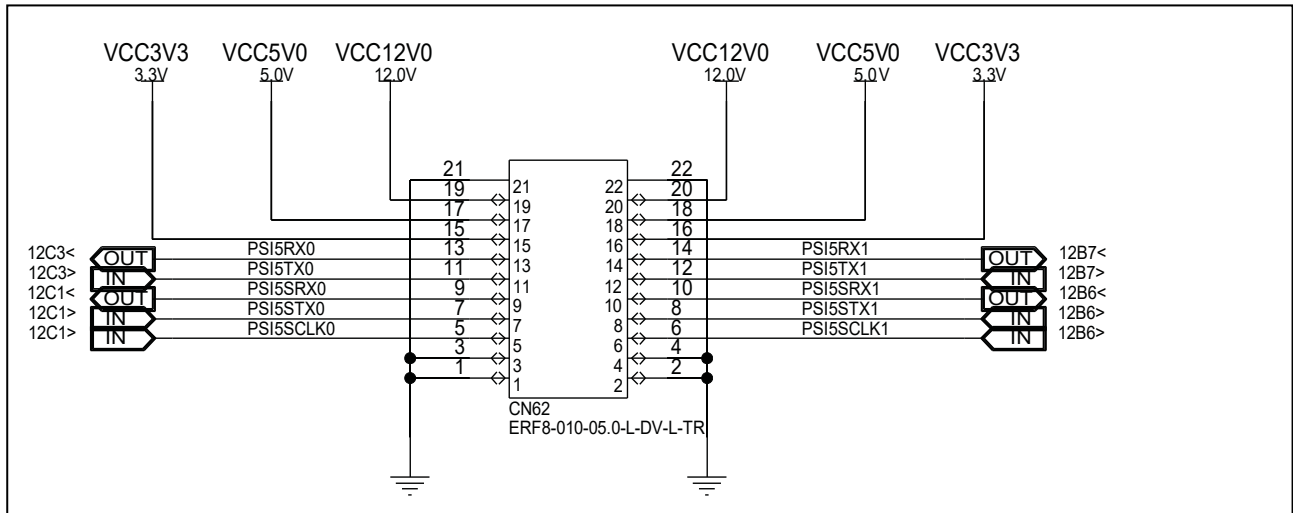 VCC3V3 VCC5V0 VCC12V0 VCC12V0 VCC5V0 VCC3V3
3.3V 5.0V 12.0V 12.0V 5.0V 3.3V
21 21 22 22
19 19 20 20
17 17 18 18
15 15 16 16
12C3< OUT PSI5RX0 13 13 14 14 PSI5RX1 OUT 12B7<
12C3> IN PSI5TX0 11 11 12 12 PSI5TX1 IN 12B7>
12C1< OUT PSI5SRX0 9 9 10 10 PSI5SRX1 OUT 12B6<
12C1> IN PSI5STX0 7 7 8 8 PSI5STX1 IN 12B6>
12C1> IN PSI5SCLK0 5 5 6 6 PSI5SCLK1 IN 12B6>
3 3 4 4
1 1 2 2
CN62
ERF8-010-05.0-L-DV-L-TR